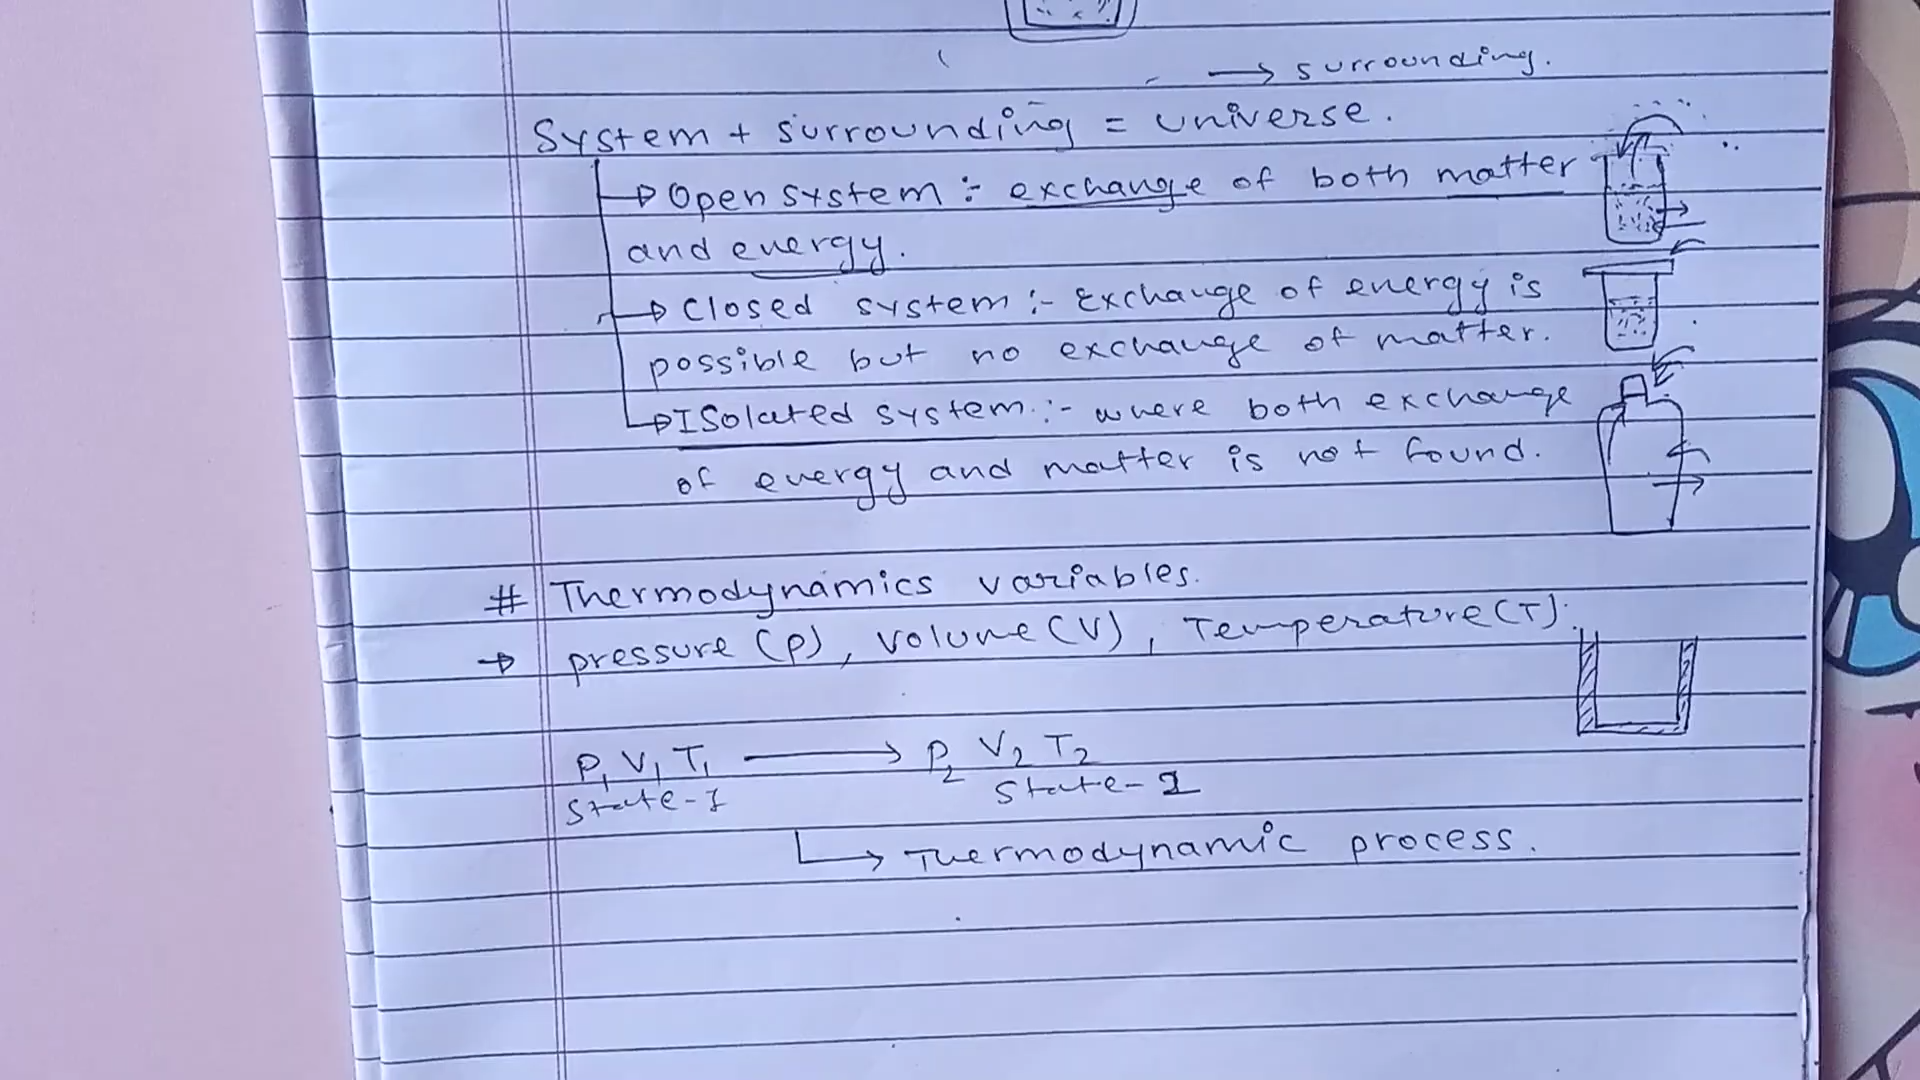 → surrounding.
System + surrounding = universe.
→ Open system :- exchange of both matter
and energy.
→ Closed system :- Exchange of energy is
possible but no exchange of matter.
→ ISolated system :- where both exchange
of energy and matter is not found.
# Thermodynamics variables.
→ pressure (P), volume (V), Temperature (T).
P₁ V₁ T₁ → P₂ V₂ T₂
State-1 State-2
→ Thermodynamic process.